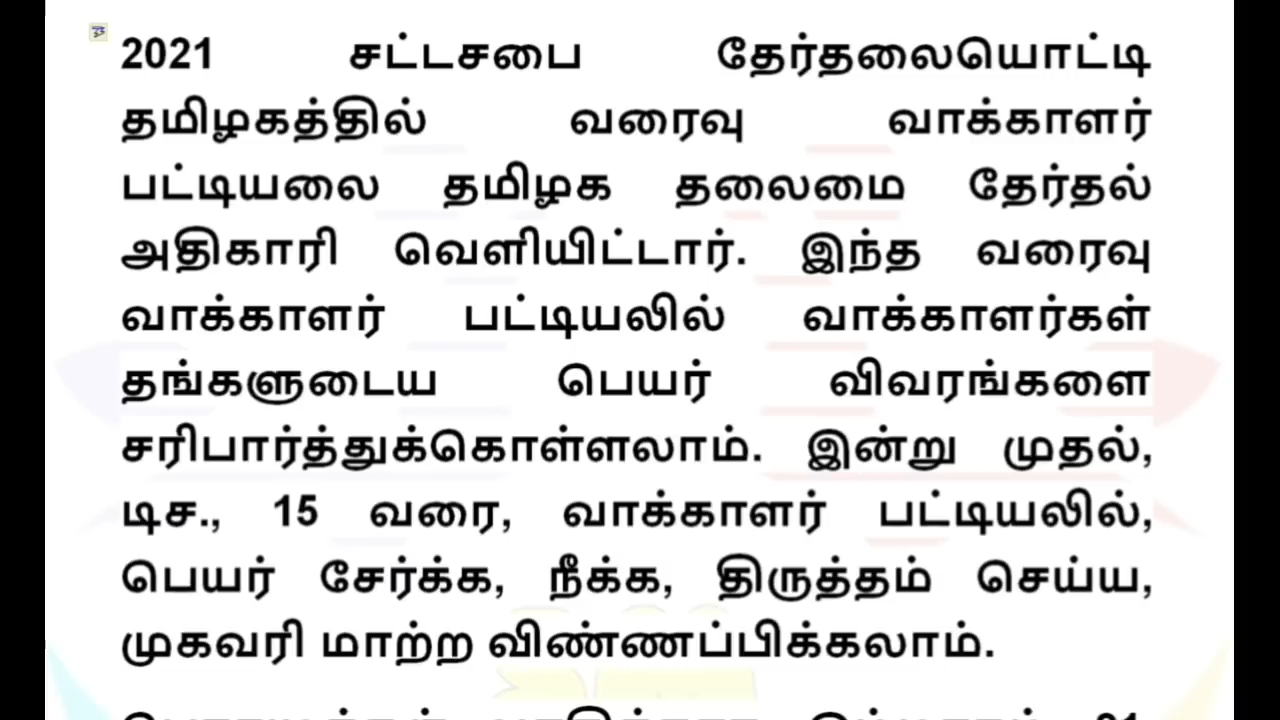 2021 சட்டசபை தேர்தலையொட்டி
தமிழகத்தில் வரைவு வாக்காளர்
பட்டியலை தமிழக தலைமை தேர்தல்
அதிகாரி வெளியிட்டார். இந்த வரைவு
வாக்காளர் பட்டியலில் வாக்காளர்கள்
தங்களுடைய பெயர் விவரங்களை
சரிபார்த்துக்கொள்ளலாம். இன்று முதல்,
டிச., 15 வரை, வாக்காளர் பட்டியலில்,
பெயர் சேர்க்க, நீக்க, திருத்தம் செய்ய,
முகவரி மாற்ற விண்ணப்பிக்கலாம்.